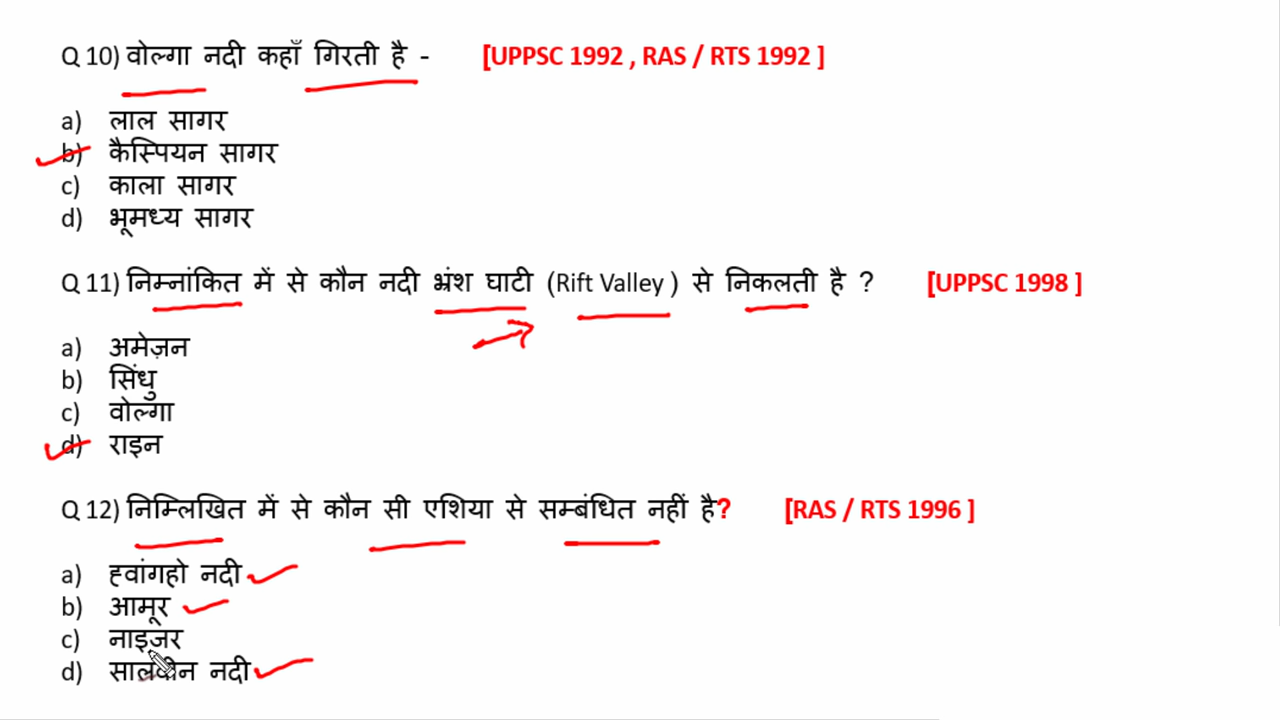 Q 10) वोल्गा नदी कहाँ गिरती है - [UPPSC 1992 , RAS / RTS 1992 ]
a) लाल सागर
b) कैस्पियन सागर
c) काला सागर
d) भूमध्य सागर
Q 11) निम्नांकित में से कौन नदी भ्रंश घाटी (Rift Valley ) से निकलती है ? [UPPSC 1998 ]
a) अमेज़न
b) सिंधु
c) वोल्गा
d) राइन
Q 12) निम्लिखित में से कौन सी एशिया से सम्बंधित नहीं है? [RAS / RTS 1996 ]
a) ह्वांगहो नदी
b) आमूर
c) नाइजर
d) सालवीन नदी